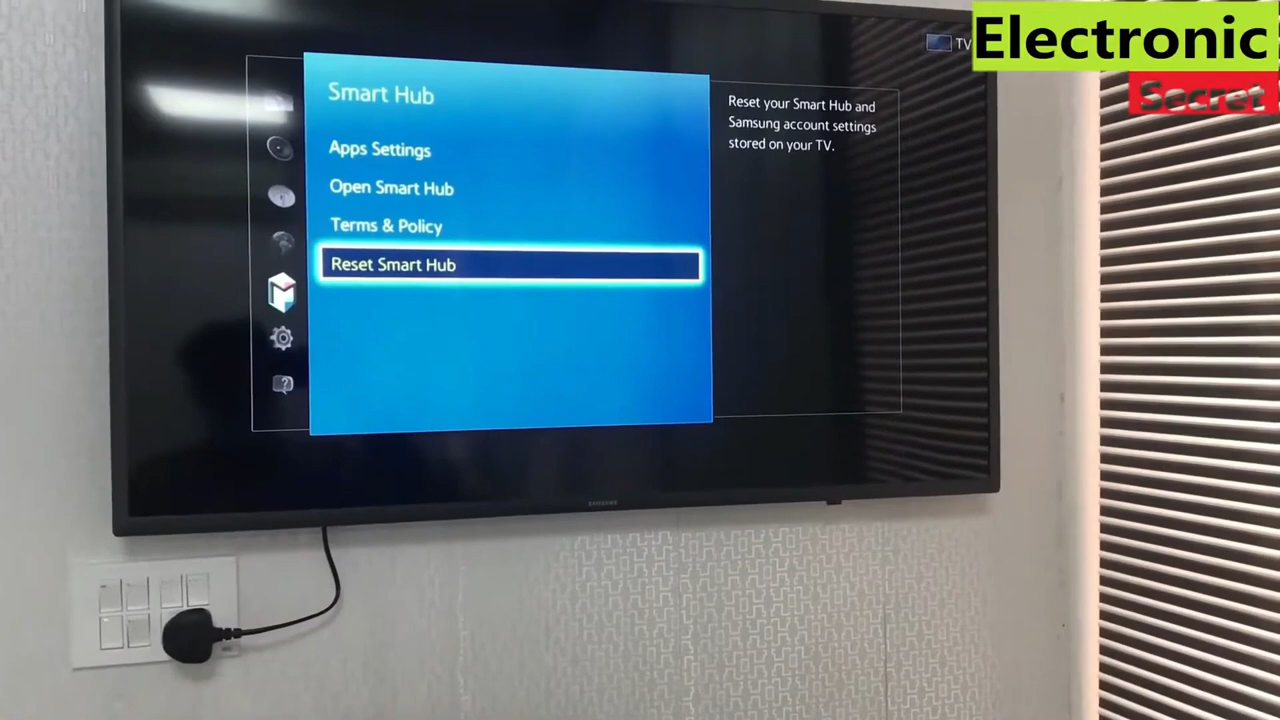 Electronic
Secret
TV
Smart Hub
Apps Settings
Open Smart Hub
Terms & Policy
Reset Smart Hub
Reset your Smart Hub and
Samsung account settings
stored on your TV.
SAMSUNG